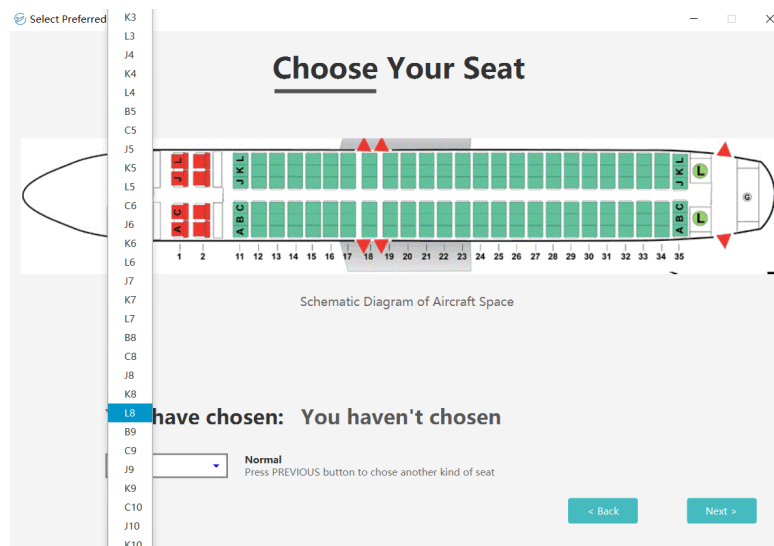 Select Preferred
Choose Your Seat
K3
L3
J4
K4
L4
B5
C5
J5
K5
L5
C6
J6
K6
L6
J7
K7
L7
B8
C8
J8
K8
L8
B9
C9
J9
K9
C10
J10
K10
J L
A C
J K L
A B C
J K L
A B C
L
L
G
1 2 11 12 13 14 15 16 17 18 19 20 21 22 23 24 25 26 27 28 29 30 31 32 33 34 35
Schematic Diagram of Aircraft Space
have chosen: You haven't chosen
Normal
Press PREVIOUS button to chose another kind of seat
< Back
Next >